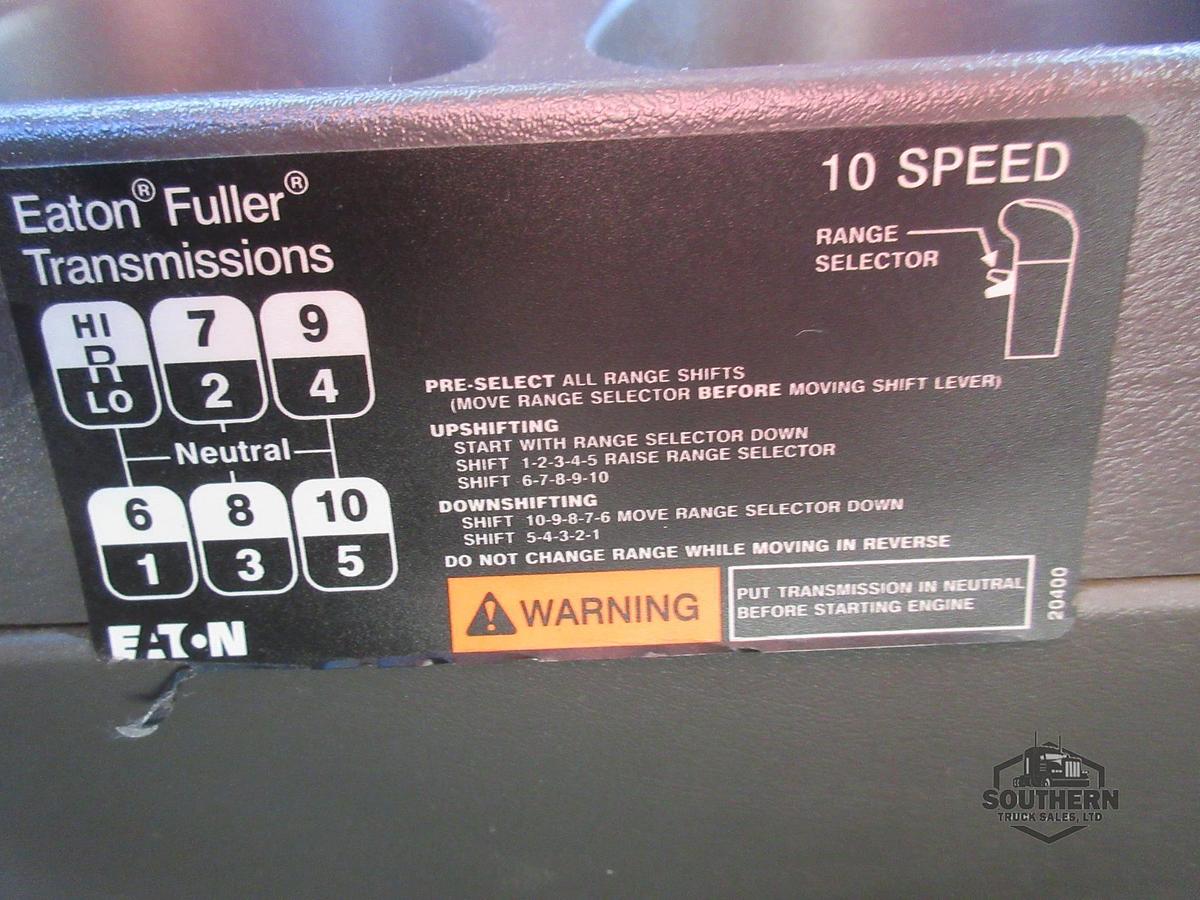 Eaton® Fuller®
Transmissions
HI
R
LO
7
2
9
4
Neutral
6
1
8
3
10
5
EATON
10 SPEED
RANGE
SELECTOR
PRE-SELECT ALL RANGE SHIFTS
(MOVE RANGE SELECTOR BEFORE MOVING SHIFT LEVER)
UPSHIFTING
START WITH RANGE SELECTOR DOWN
SHIFT 1-2-3-4-5 RAISE RANGE SELECTOR
SHIFT 6-7-8-9-10
DOWNSHIFTING
SHIFT 10-9-8-7-6 MOVE RANGE SELECTOR DOWN
SHIFT 5-4-3-2-1
DO NOT CHANGE RANGE WHILE MOVING IN REVERSE
WARNING
PUT TRANSMISSION IN NEUTRAL
BEFORE STARTING ENGINE
20400
SOUTHERN
TRUCK SALES, LTD